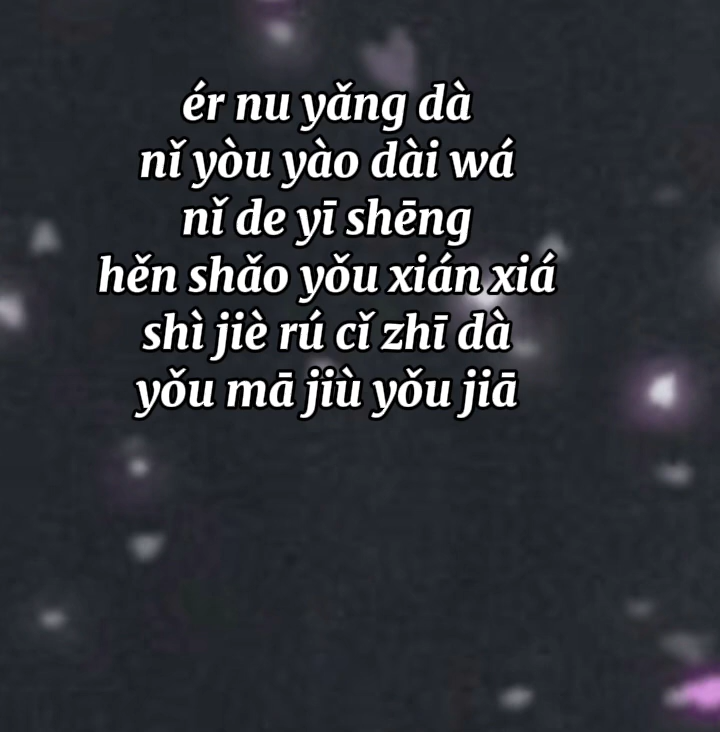 ér nu yǎng dà
nǐ yòu yào dài wá
nǐ de yī shēng
hěn shǎo yǒu xián xiá
shì jiè rú cǐ zhī dà
yǒu mā jiù yǒu jiā